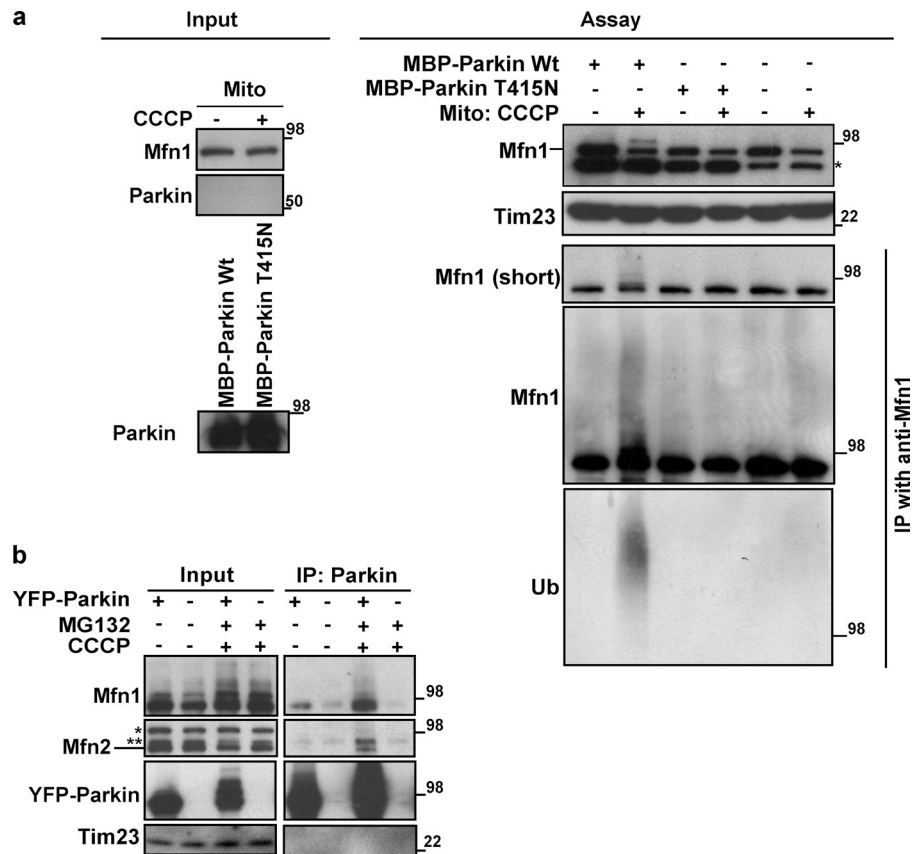 a
Input
Assay
Mito
CCCP - +
98
Mfn1
Parkin
50
MBP-Parkin Wt
MBP-Parkin T415N
98
Parkin
MBP-Parkin Wt + + - - - -
MBP-Parkin T415N - - + + - -
Mito: CCCP - + - + - +
98
Mfn1
*
Tim23
22
Mfn1 (short)
98
Mfn1
98
Ub
98
IP with anti-Mfn1
b
Input IP: Parkin
YFP-Parkin + - + - + - + -
MG132 - - + + - - + +
CCCP - - + + - - + +
Mfn1
98
*
98
**
Mfn2
YFP-Parkin
98
Tim23
22